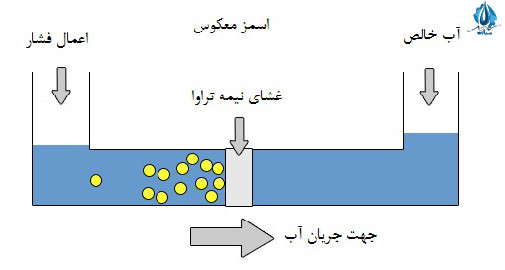 اسمز معکوس
آب خالص
اعمال فشار
غشای نیمه تراوا
جهت جریان آب